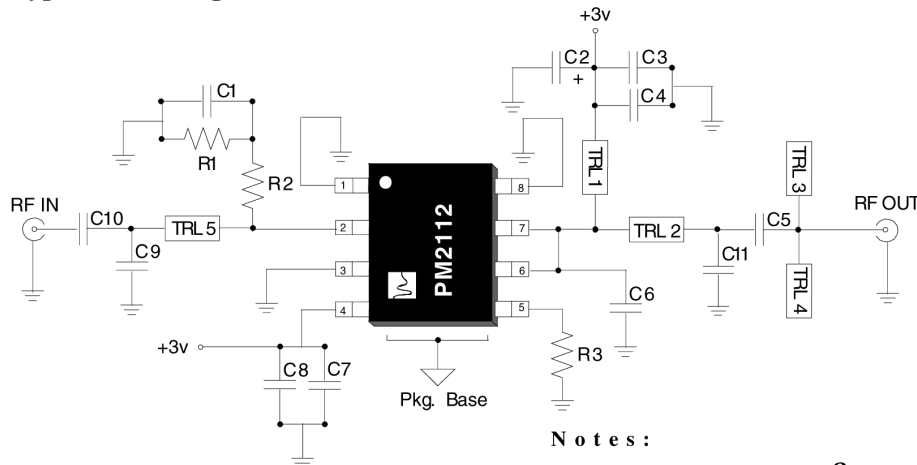 +3v
C2
+
C3
C4
C1
R1
R2
TRL 1
TRL 3
1
8
RF IN
C10
TRL 5
2
PM2112
7
TRL 2
C5
RF OUT
C9
3
6
C11
TRL 4
4
5
C6
+3v
C8
C7
R3
Pkg. Base
Notes: